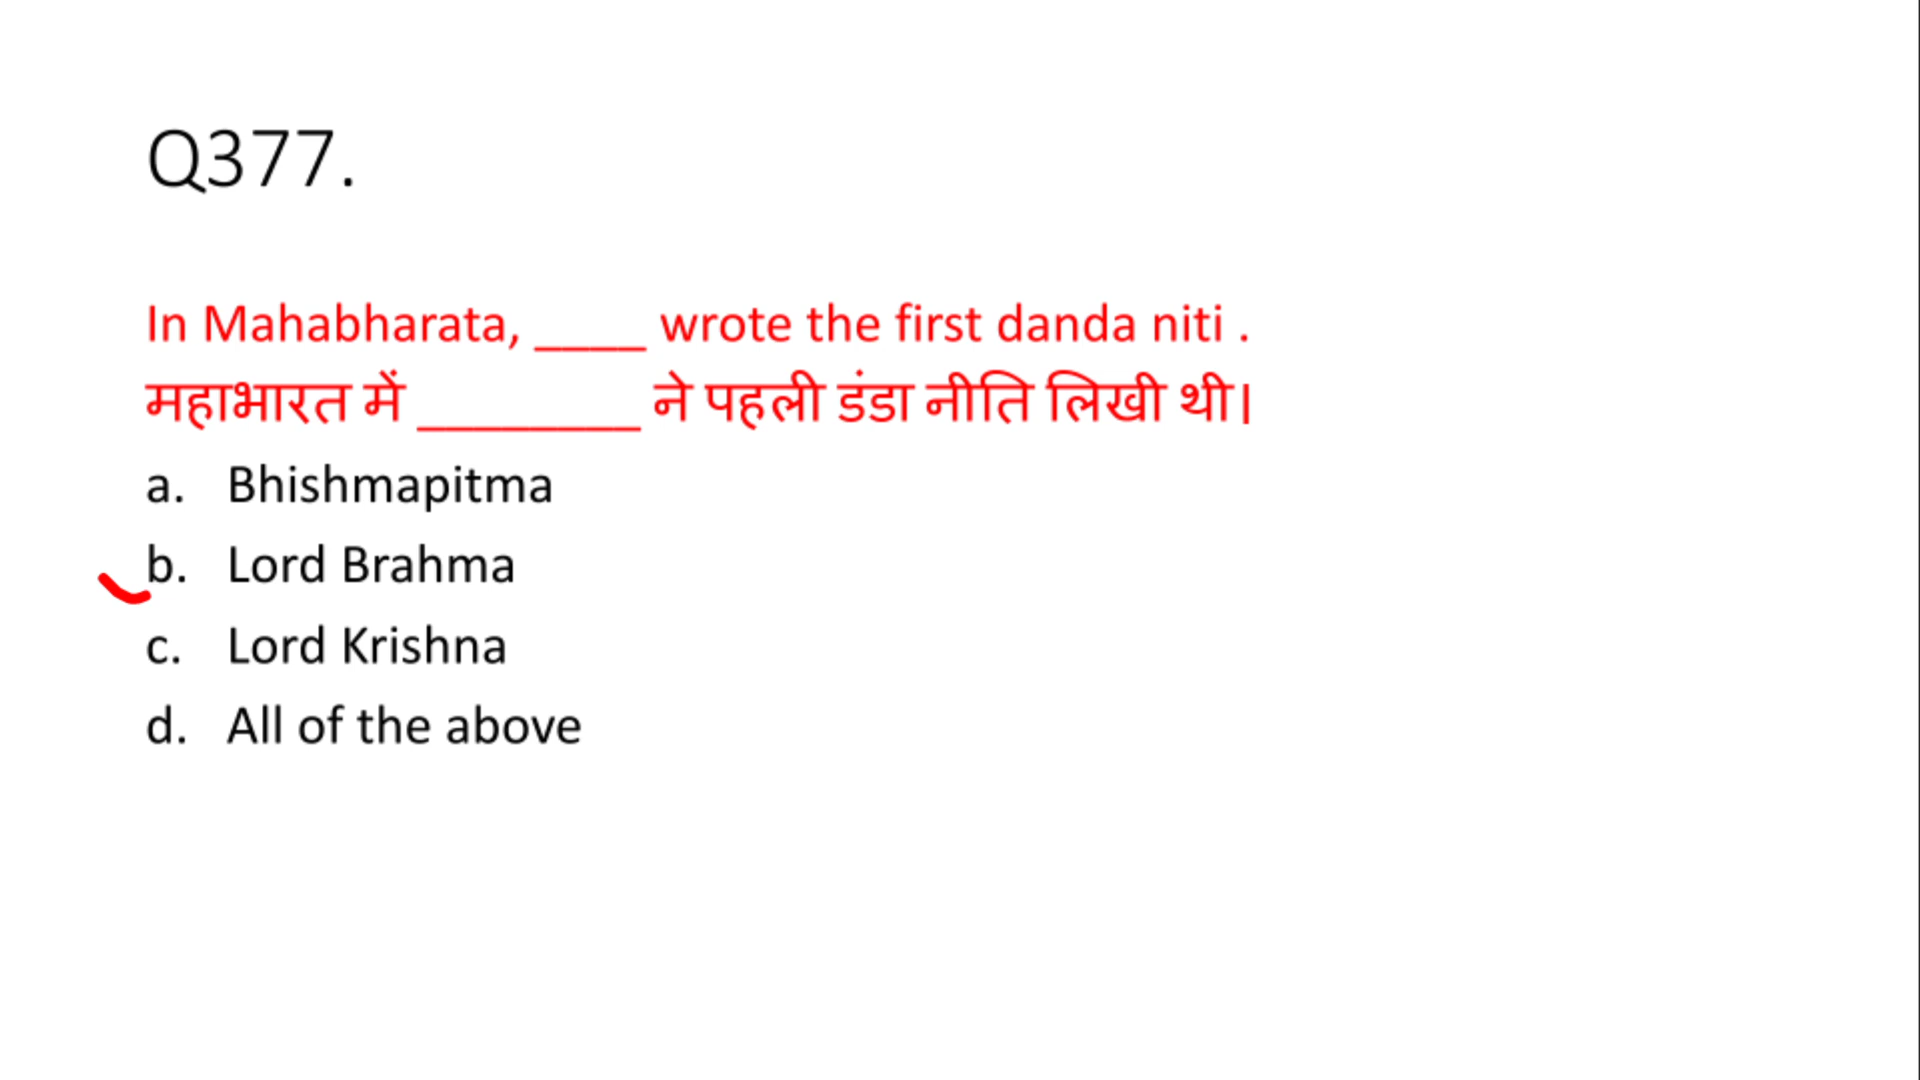 Q377.
In Mahabharata, ____ wrote the first danda niti .
महाभारत में ________ ने पहली डंडा नीति लिखी थी।
a. Bhishmapitma
b. Lord Brahma
c. Lord Krishna
d. All of the above